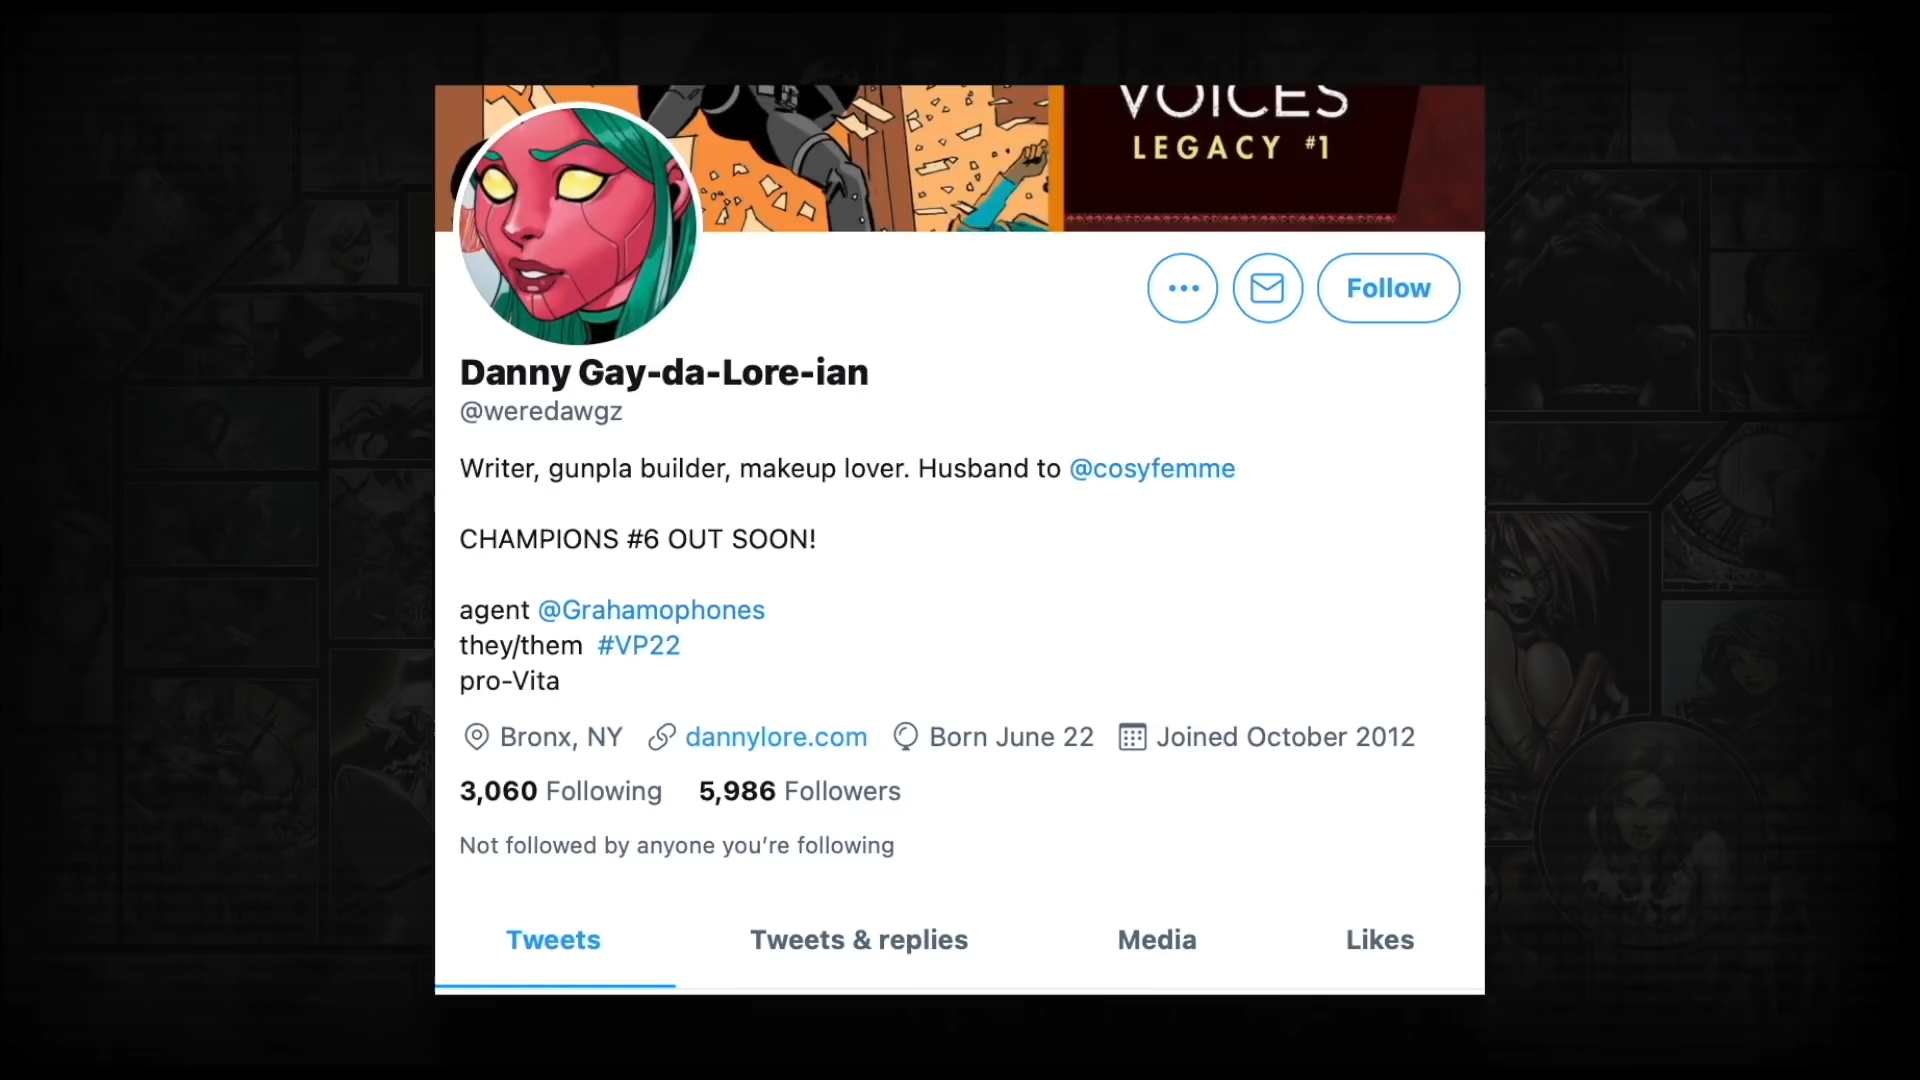 VOICES
LEGACY #1
Follow
Danny Gay-da-Lore-ian
@weredawgz
Writer, gunpla builder, makeup lover. Husband to @cosyfemme
CHAMPIONS #6 OUT SOON!
agent @Grahamophones
they/them #VP22
pro-Vita
Bronx, NY dannylore.com Born June 22 Joined October 2012
3,060 Following 5,986 Followers
Not followed by anyone you’re following
Tweets Tweets & replies Media Likes